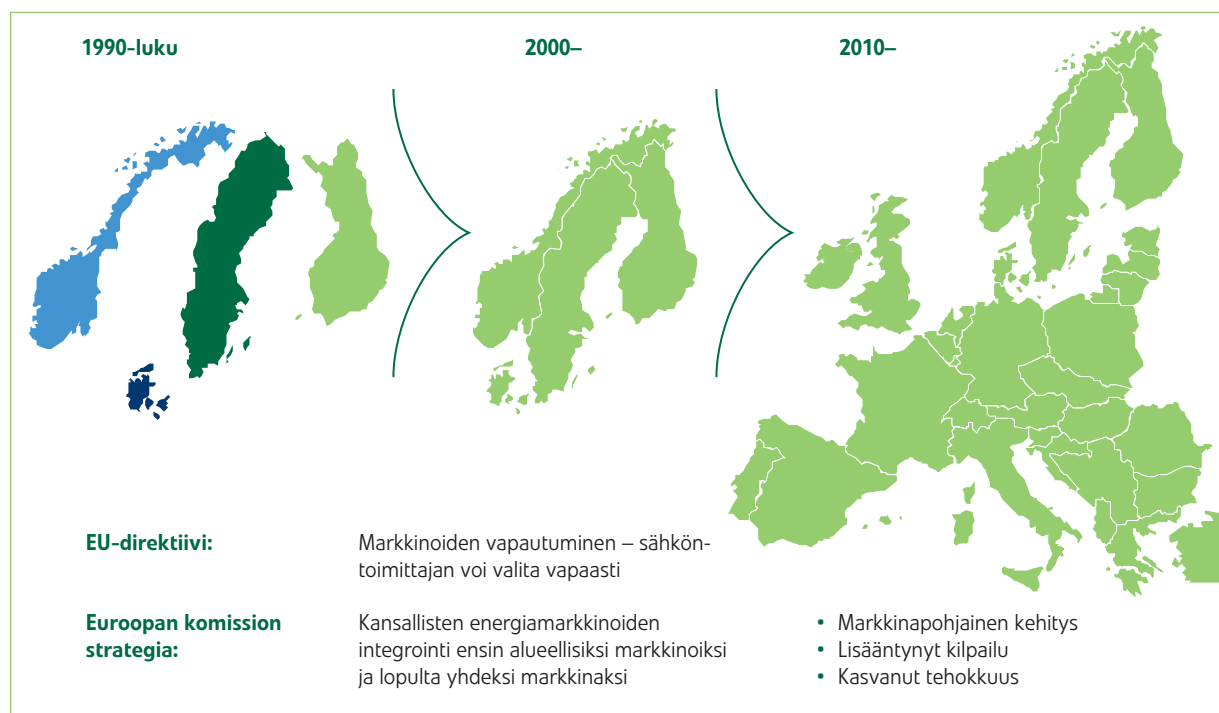 1990-luku
2000–
2010–
EU-direktiivi:
Markkinoiden vapautuminen – sähkön-
toimittajan voi valita vapaasti
Euroopan komission
strategia:
Kansallisten energiamarkkinoiden
integrointi ensin alueellisiksi markkinoiksi
ja lopulta yhdeksi markkinaksi
• Markkinapohjainen kehitys
• Lisääntynyt kilpailu
• Kasvanut tehokkuus